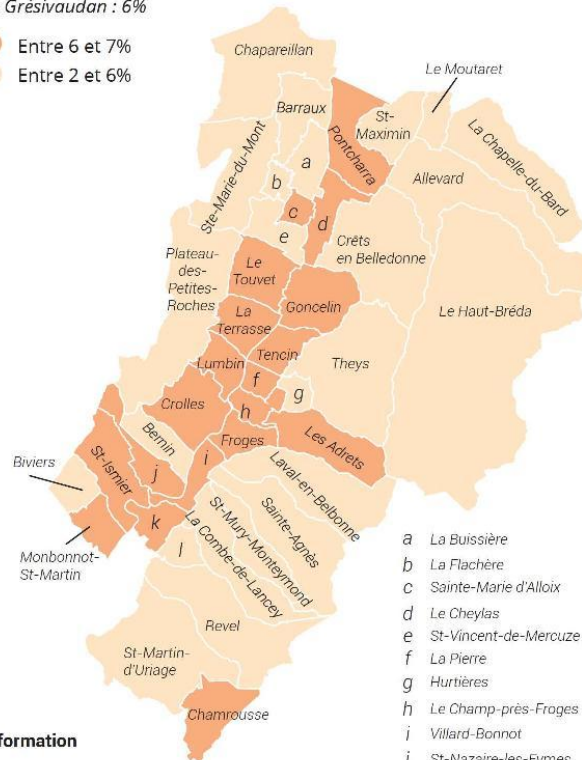 Grésivaudan : 6%
Entre 6 et 7%
Entre 2 et 6%
Chapareillan
Le Moutaret
Barraux
St-
Maximin
Pontcharra
La Chapelle-du-Bard
Ste-Marie-du-Mont
a
b
Allevard
c
d
e
Crêts
en Belledonne
Plateau-
des-
Petites-
Roches
Le
Touvet
Goncelin
Le Haut-Bréda
La
Terrasse
Tencin
Theys
Lumbin
f
g
Crolles
h
Bernin
Froges
Les Adrets
i
Biviers
St-Ismier
j
Laval-en-Belbonne
k
Sainte-Agnès
St-Mury-Monteymond
La Combe-de-Lancey
l
Monbonnot-
St-Martin
Revel
St-Martin-
d'Uriage
Chamrousse
a La Buissière
b La Flachère
c Sainte-Marie d'Alloix
d Le Cheylas
e St-Vincent-de-Mercuze
f La Pierre
g Hurtières
h Le Champ-près-Froges
i Villard-Bonnot
j St-Nazaire-les-Eymes
formation